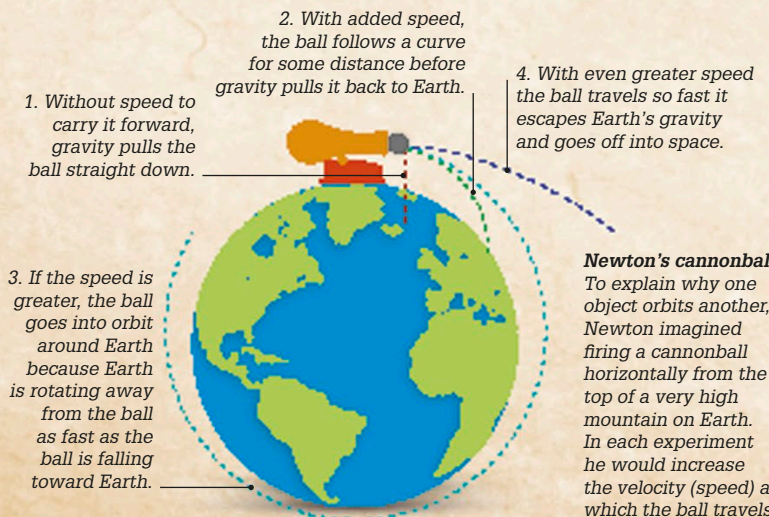 1. Without speed to
carry it forward,
gravity pulls the
ball straight down.
2. With added speed,
the ball follows a curve
for some distance before
gravity pulls it back to Earth.
3. If the speed is
greater, the ball
goes into orbit
around Earth
because Earth
is rotating away
from the ball
as fast as the
ball is falling
toward Earth.
4. With even greater speed
the ball travels so fast it
escapes Earth's gravity
and goes off into space.
Newton's cannonbal
To explain why one
object orbits another,
Newton imagined
firing a cannonball
horizontally from the
top of a very high
mountain on Earth.
In each experiment
he would increase
the velocity (speed) a
which the ball travels